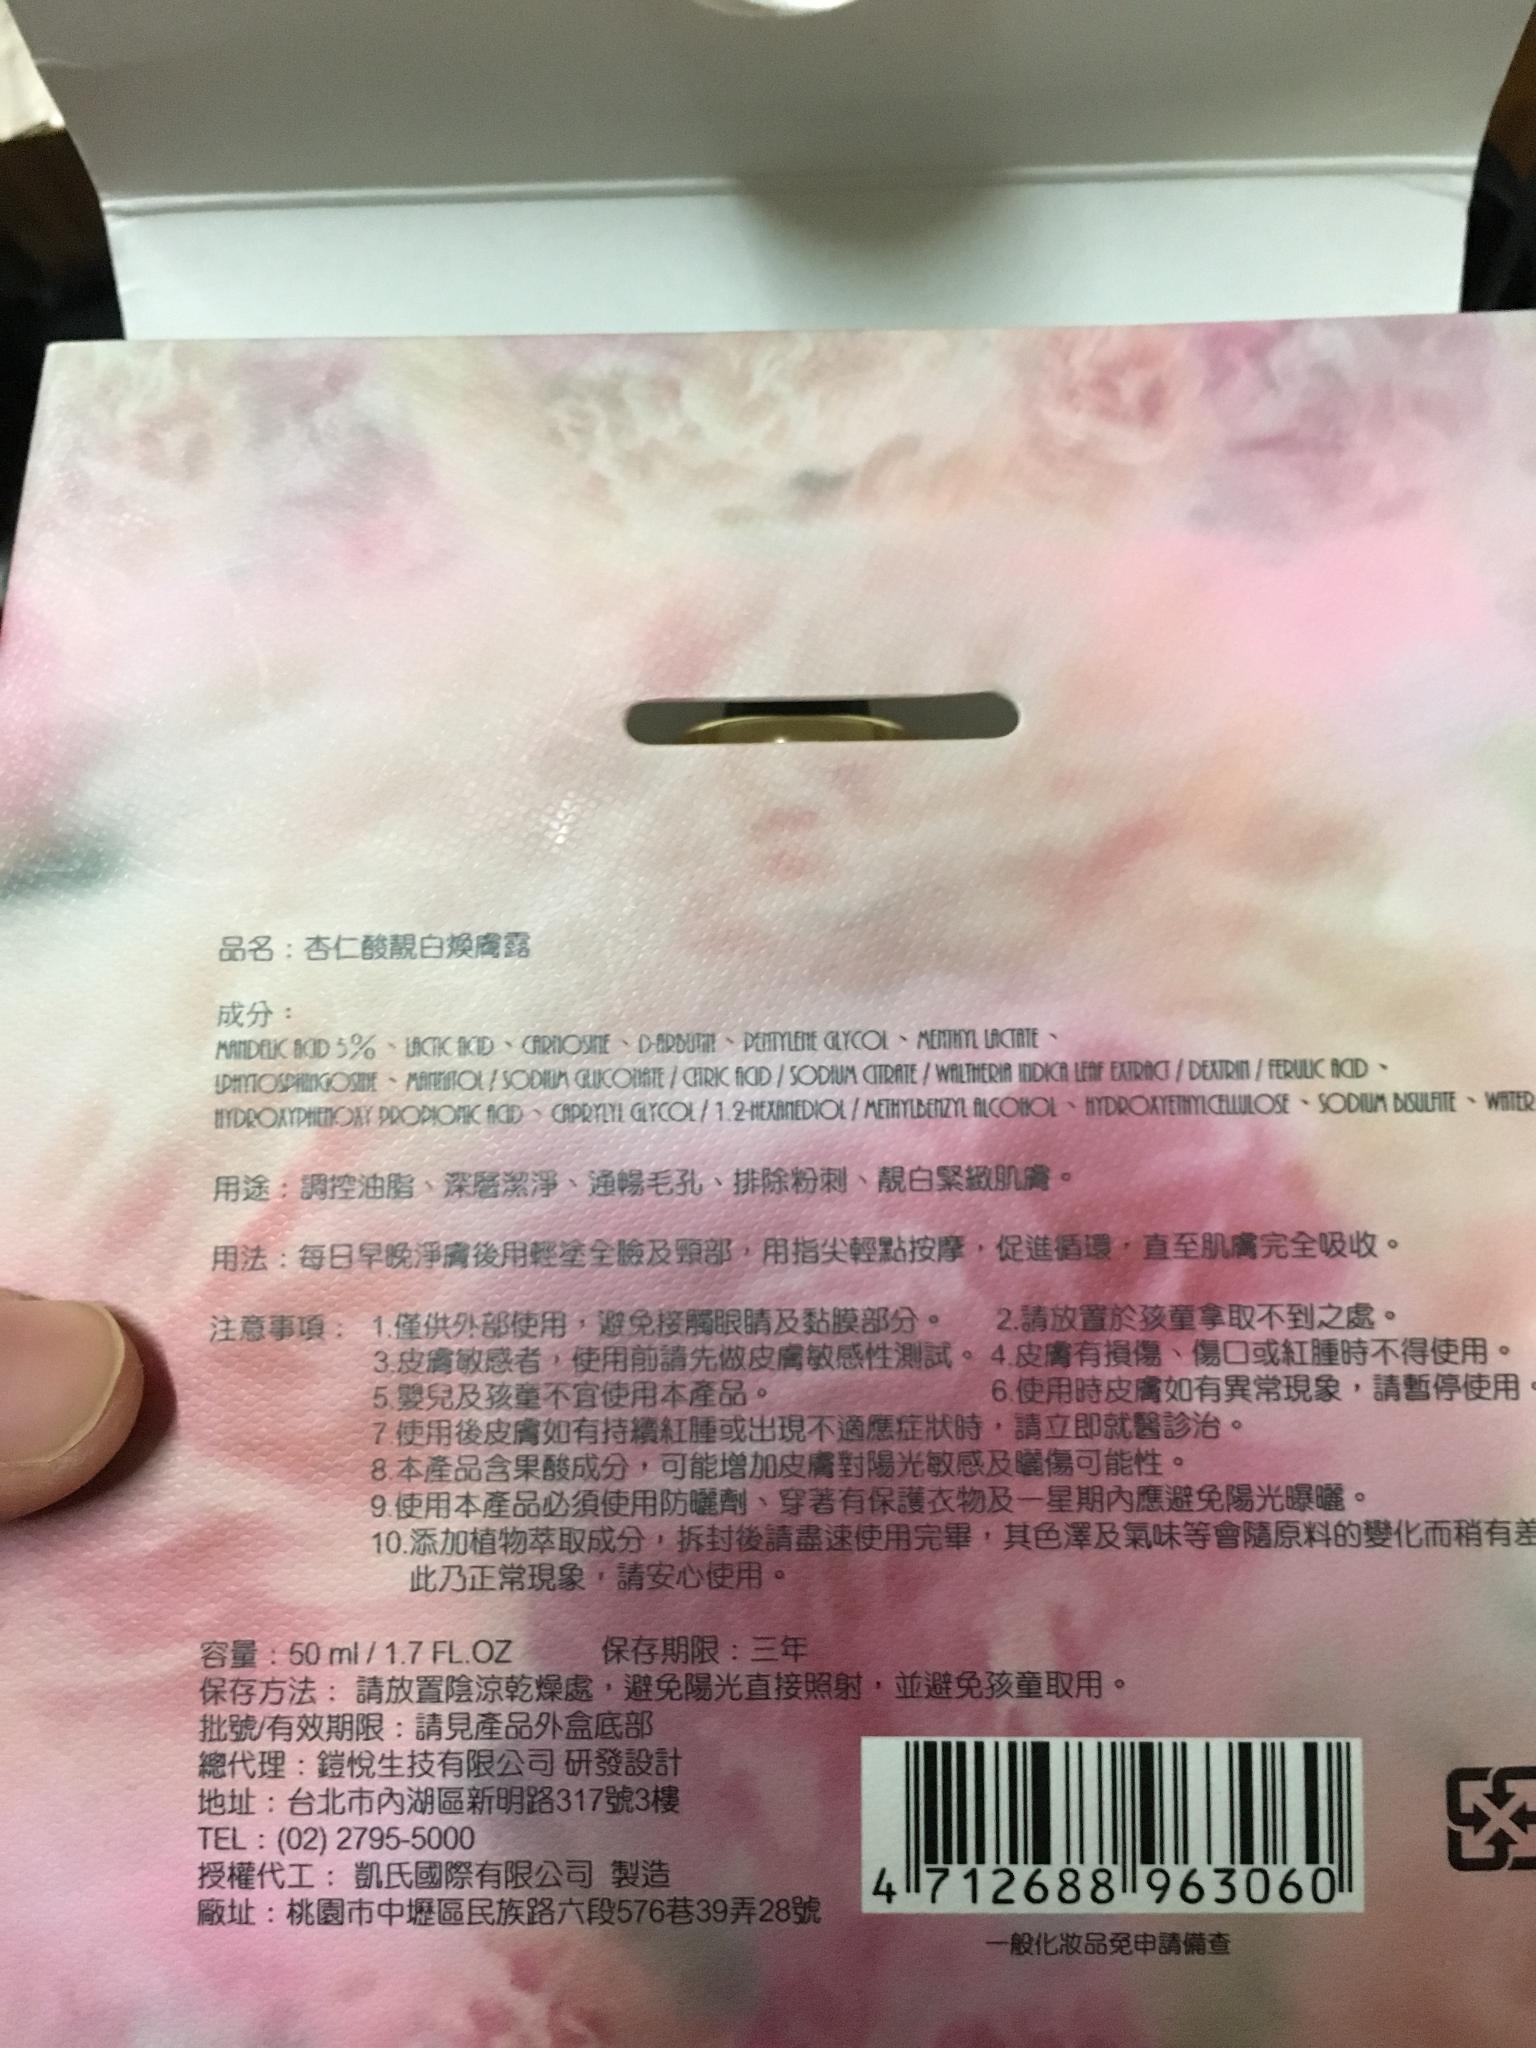 品名：杏仁酸靚白煥膚露
成分：
MANDELIC ACID 5%、LACTIC ACID、CARNOSINE、D-ARBUTIN、PENTYLENE GLYCOL、MENTHYL LACTATE、
LPHYTOSPHINGOSINE、MANNITOL / SODIUM GLUCONATE / CITRIC ACID / SODIUM CITRATE / WALTHERIA INDICA LEAF EXTRACT / DEXTRIN / FERULIC ACID、
HYDROXYPHENOXY PROPIONIC ACID、CAPRYLYL GLYCOL / 1.2-HEXANEDIOL / METHYLBENZYL ALCOHOL、HYDROXYETHYLCELLULOSE、SODIUM BISULFITE、WATER
用途：調控油脂、深層潔淨、通暢毛孔、排除粉刺、靚白緊緻肌膚。
用法：每日早晚淨膚後用輕塗全臉及頸部，用指尖輕點按摩，促進循環，直至肌膚完全吸收。
注意事項： 1.僅供外部使用，避免接觸眼睛及黏膜部分。 2.請放置於孩童拿取不到之處。
3.皮膚敏感者，使用前請先做皮膚敏感性測試。 4.皮膚有損傷、傷口或紅腫時不得使用。
5.嬰兒及孩童不宜使用本產品。 6.使用時皮膚如有異常現象，請暫停使用。
7.使用後皮膚如有持續紅腫或出現不適應症狀時，請立即就醫診治。
8.本產品含果酸成分，可能增加皮膚對陽光敏感及曬傷可能性。
9.使用本產品必須使用防曬劑、穿著有保護衣物及一星期內應避免陽光曝曬。
10.添加植物萃取成分，拆封後請盡速使用完畢，其色澤及氣味等會隨原料的變化而稍有差
此乃正常現象，請安心使用。
容量：50 ml / 1.7 FL.OZ 保存期限：三年
保存方法： 請放置陰涼乾燥處，避免陽光直接照射，並避免孩童取用。
批號/有效期限：請見產品外盒底部
總代理：鎧悅生技有限公司 研發設計
地址：台北市內湖區新明路317號3樓
TEL：(02) 2795-5000
授權代工： 凱氏國際有限公司 製造
廠址：桃園市中壢區民族路六段576巷39弄28號
4 712688 963060
一般化妝品免申請備查